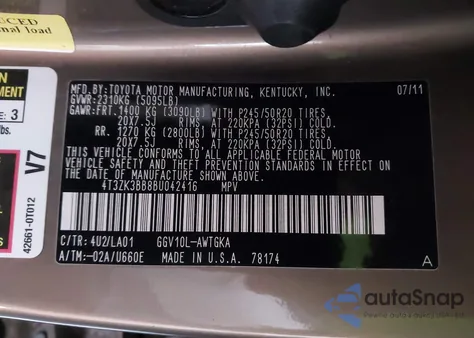 UCED
nal load
MFD.BY:TOYOTA MOTOR MANUFACTURING, KENTUCKY, INC. 07/11
GVWR:2310KG (5095LB)
GAWR:FRT.1400 KG (3090LB) WITH P245/50R20 TIRES
20X7.5J RIMS, AT 220KPA (32PSI) COLD.
RR. 1270 KG (2800LB) WITH P245/50R20 TIRES
20X7.5J RIMS, AT 220KPA (32PSI) COLD.
THIS VEHICLE CONFORMS TO ALL APPLICABLE FEDERAL MOTOR
VEHICLE SAFETY, BUMPER, AND THEFT PREVENTION
STANDARDS IN EFFECT ON THE DATE OF MANUFACTURE
SHOWN ABOVE.
4T3ZK3BB8BU042416 MPV
C/TR: 4U2/LA01 GGV10L-AWTGKA
A/TM:-02A/U660E MADE IN U.S.A. 78174 A
EMENT
E: 3
lbs.
V7
42661-0T012
autoSnap